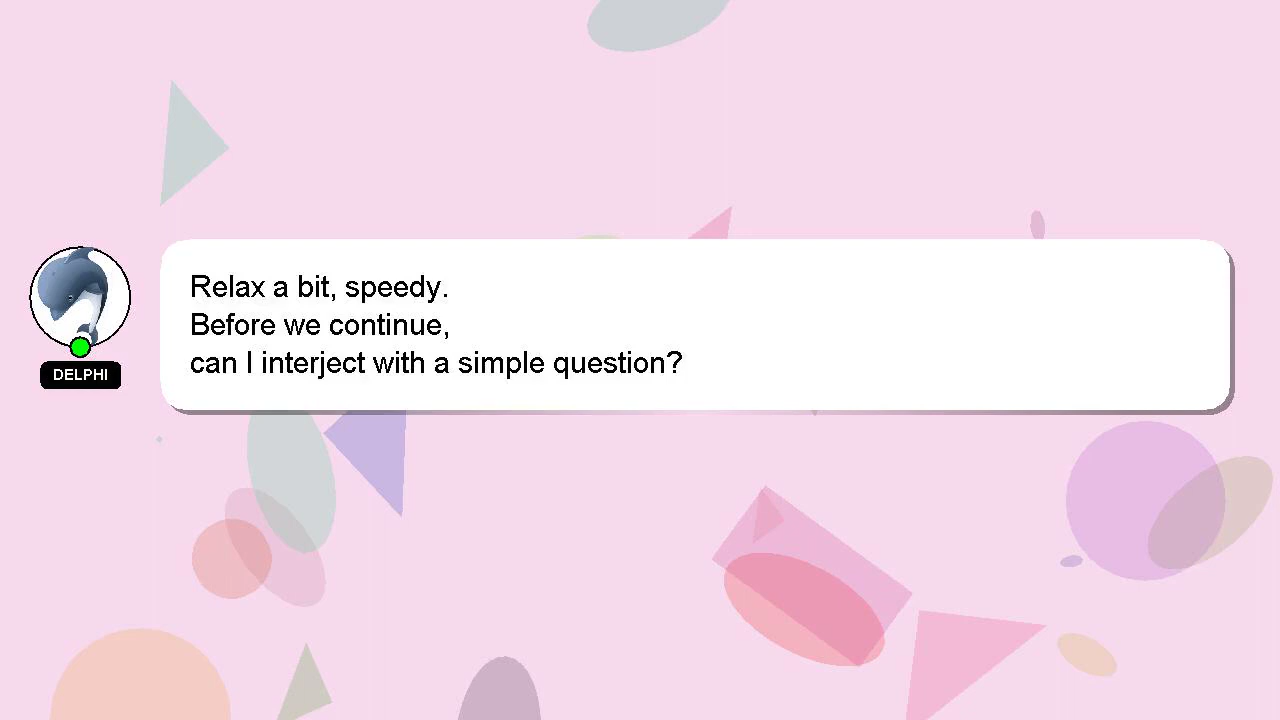 Relax a bit, speedy.
Before we continue,
can I interject with a simple question?
DELPHI